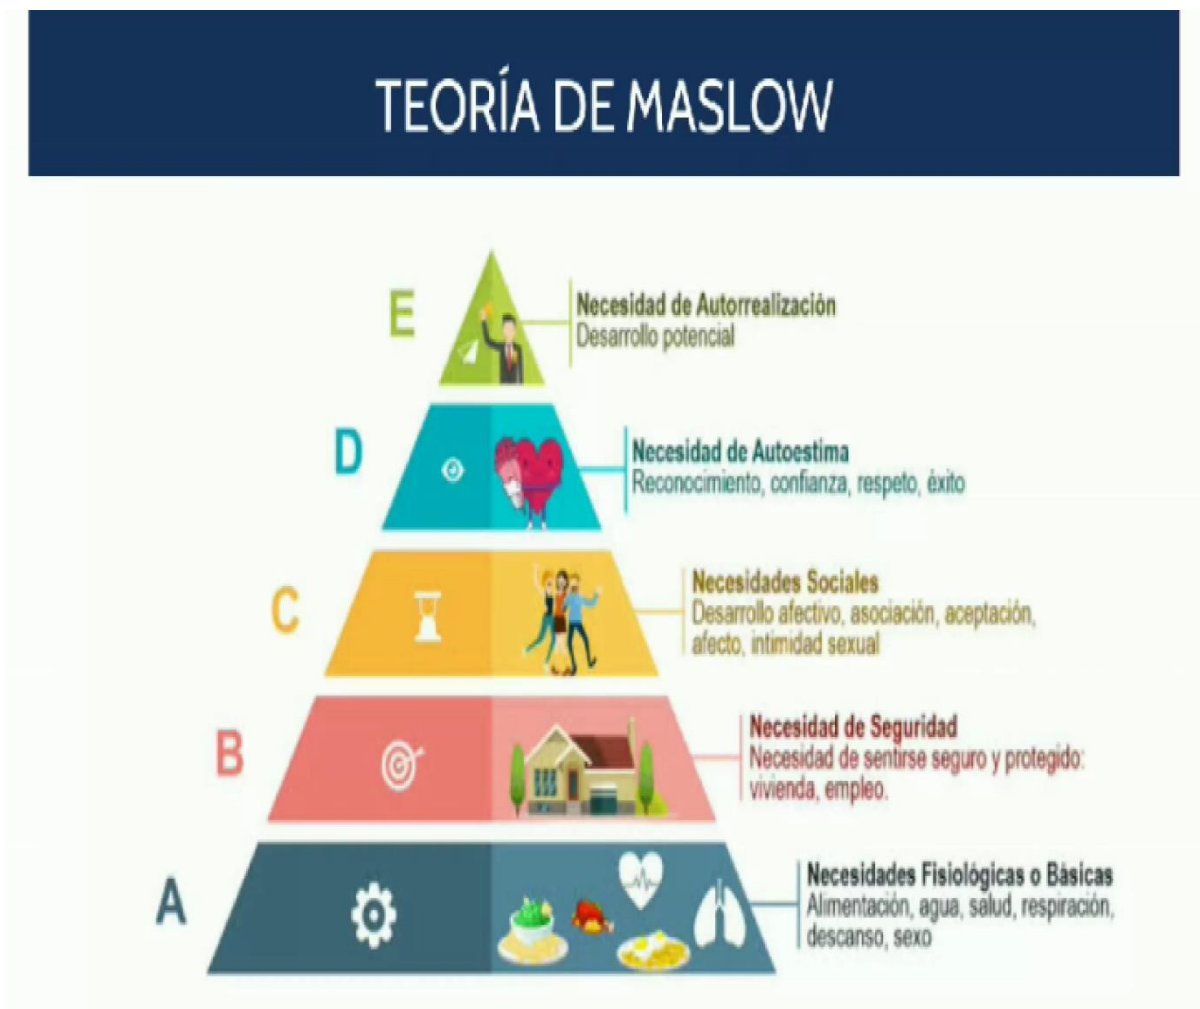 TEORÍA DE MASLOW
E
Necesidad de Autorrealización
Desarrollo potencial
D
Necesidad de Autoestima
Reconocimiento, confianza, respeto, éxito
C
Necesidades Sociales
Desarrollo afectivo, asociación, aceptación,
afecto, intimidad sexual
B
Necesidad de Seguridad
Necesidad de sentirse seguro y protegido:
vivienda, empleo.
A
Necesidades Fisiológicas o Básicas
Alimentación, agua, salud, respiración,
descanso, sexo